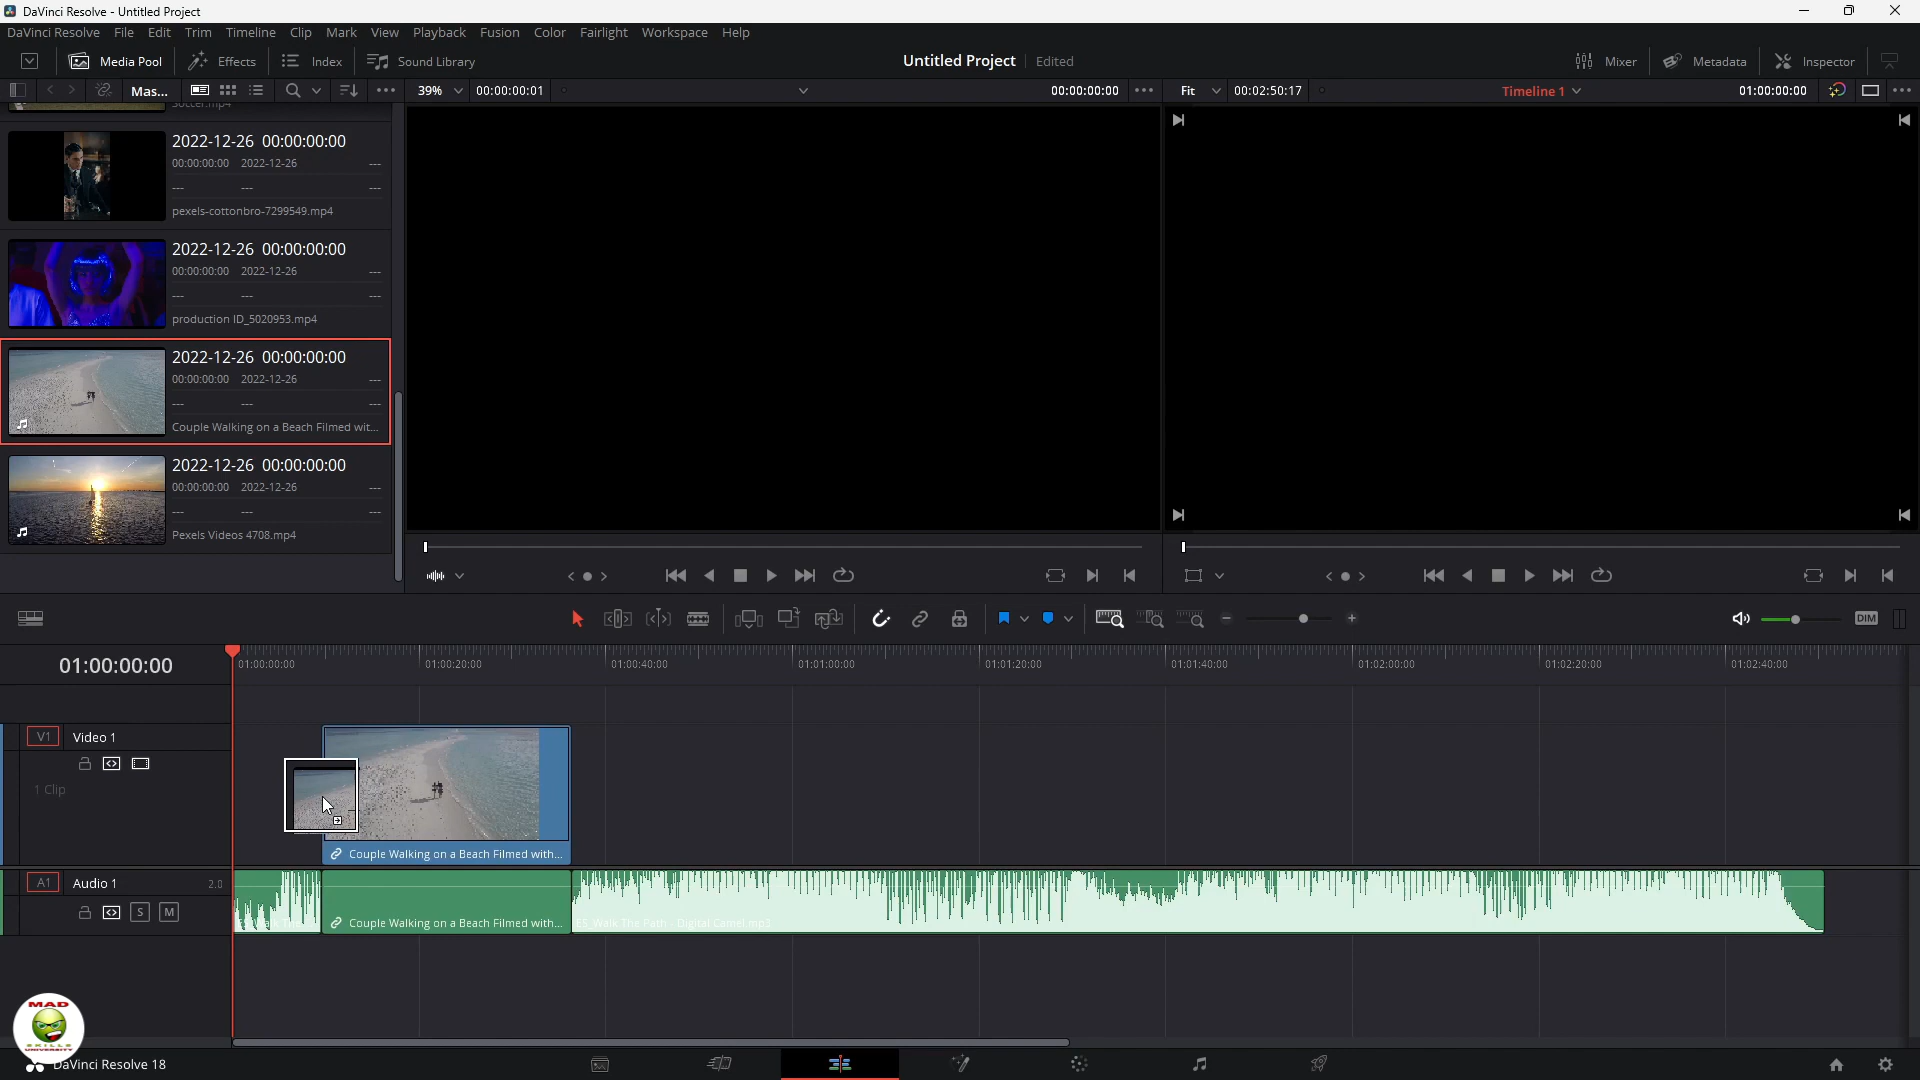 DaVinci Resolve - Untitled Project
DaVinci Resolve File Edit Trim Timeline Clip Mark View Playback Fusion Color Fairlight Workspace Help
Media Pool Effects Index Sound Library Untitled Project Edited Mixer Metadata Inspector
Mas... 39% 00:00:00:01 00:00:00:00 Fit 00:02:50:17 Timeline 1 01:00:00:00
Soccer.mp4
2022-12-26 00:00:00:00
00:00:00:00 2022-12-26
pexels-cottonbro-7299549.mp4
2022-12-26 00:00:00:00
00:00:00:00 2022-12-26
production ID_5020953.mp4
2022-12-26 00:00:00:00
00:00:00:00 2022-12-26
Couple Walking on a Beach Filmed wit...
2022-12-26 00:00:00:00
00:00:00:00 2022-12-26
Pexels Videos 4708.mp4
DIM
01:00:00:00 01:00:00:00 01:00:20:00 01:00:40:00 01:01:00:00 01:01:20:00 01:01:40:00 01:02:00:00 01:02:20:00 01:02:40:00
V1 Video 1
1 Clip
Couple Walking on a Beach Filmed with...
A1 Audio 1 2.0
S M
Couple Walking on a Beach Filmed with... ES_Walk The Path - Digital Camel.mp3
MAD
SKILLS
UNIVERSITY
DaVinci Resolve 18